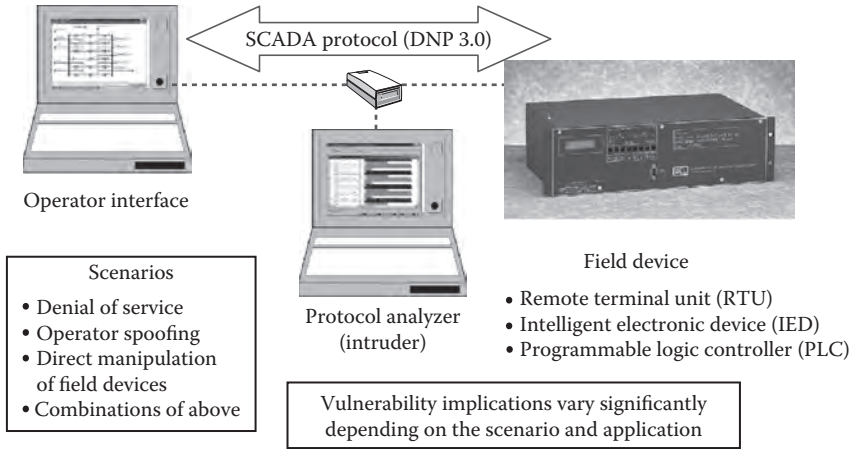 SCADA protocol (DNP 3.0)
Operator interface
Protocol analyzer
(intruder)
Field device
• Remote terminal unit (RTU)
• Intelligent electronic device (IED)
• Programmable logic controller (PLC)
Scenarios
• Denial of service
• Operator spoofing
• Direct manipulation
of field devices
• Combinations of above
Vulnerability implications vary significantly
depending on the scenario and application